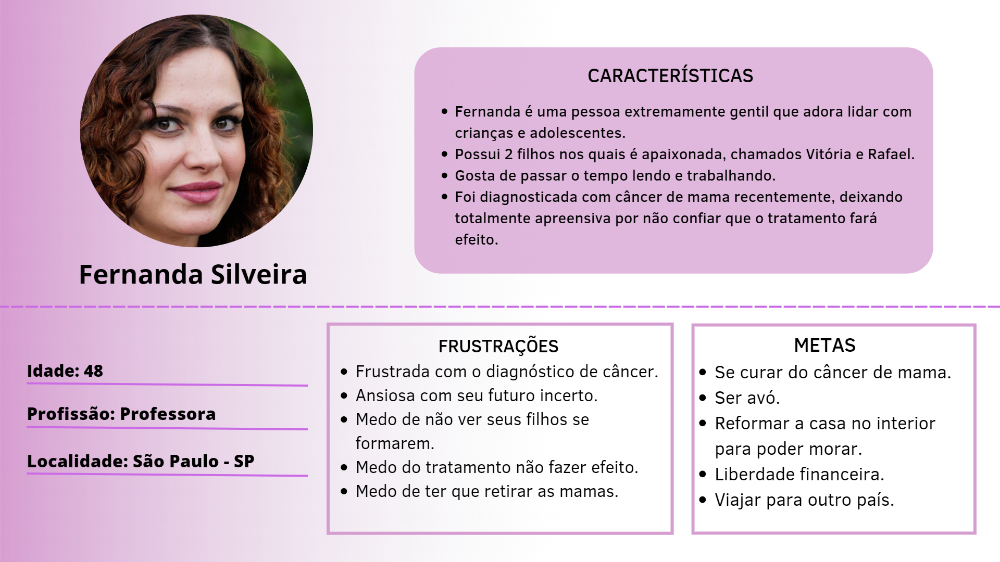 Fernanda Silveira
CARACTERÍSTICAS
Fernanda é uma pessoa extremamente gentil que adora lidar com
crianças e adolescentes.
Possui 2 filhos nos quais é apaixonada, chamados Vitória e Rafael.
Gosta de passar o tempo lendo e trabalhando.
Foi diagnosticada com câncer de mama recentemente, deixando
totalmente apreensiva por não confiar que o tratamento fará
efeito.
Idade: 48
Profissão: Professora
Localidade: São Paulo - SP
FRUSTRAÇÕES
Frustrada com o diagnóstico de câncer.
Ansiosa com seu futuro incerto.
Medo de não ver seus filhos se
formarem.
Medo do tratamento não fazer efeito.
Medo de ter que retirar as mamas.
METAS
Se curar do câncer de mama.
Ser avó.
Reformar a casa no interior
para poder morar.
Liberdade financeira.
Viajar para outro país.